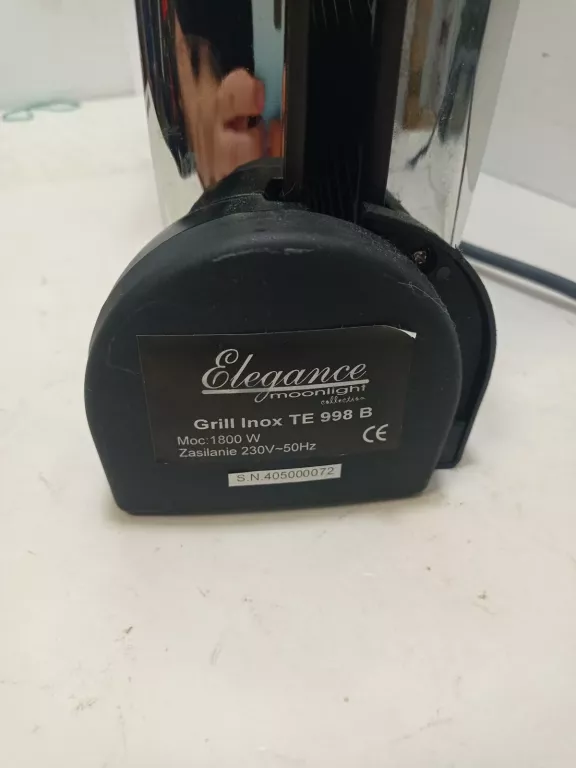 Elegance
moonlight
collection
Grill Inox TE 998 B
Moc:1800 W
Zasilanie 230V~50Hz
CE
S.N.405000072